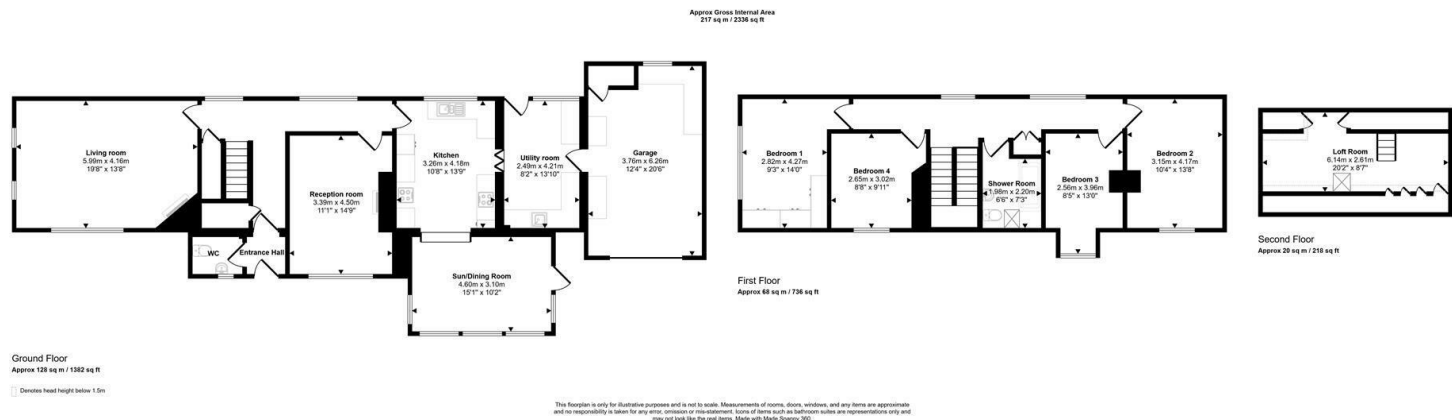 Approx Gross Internal Area
217 sq m / 2336 sq ft
Living room
5.99m x 4.16m
19'8" x 13'8"
Reception room
3.39m x 4.50m
11'1" x 14'9"
Kitchen
3.26m x 4.18m
10'8" x 13'9"
Utility room
2.49m x 4.21m
8'2" x 13'10"
Garage
3.76m x 6.26m
12'4" x 20'6"
WC
Entrance Hall
Sun/Dining Room
4.60m x 3.10m
15'1" x 10'2"
Ground Floor
Approx 128 sq m / 1382 sq ft
Denotes head height below 1.5m
Bedroom 1
2.82m x 4.27m
9'3" x 14'0"
Bedroom 4
2.65m x 3.02m
8'8" x 9'11"
Shower Room
1.98m x 2.20m
6'6" x 7'3"
Bedroom 3
2.56m x 3.96m
8'5" x 13'0"
Bedroom 2
3.15m x 4.17m
10'4" x 13'8"
First Floor
Approx 68 sq m / 736 sq ft
Loft Room
6.14m x 2.61m
20'2" x 8'7"
Second Floor
Approx 20 sq m / 218 sq ft
This floorplan is only for illustrative purposes and is not to scale. Measurements of rooms, doors, windows, and any items are approximate
and no responsibility is taken for any error, omission or mis-statement. Icons of items such as bathroom suites are representations only and
may not look like the real items. Made with Made Snappy 360.